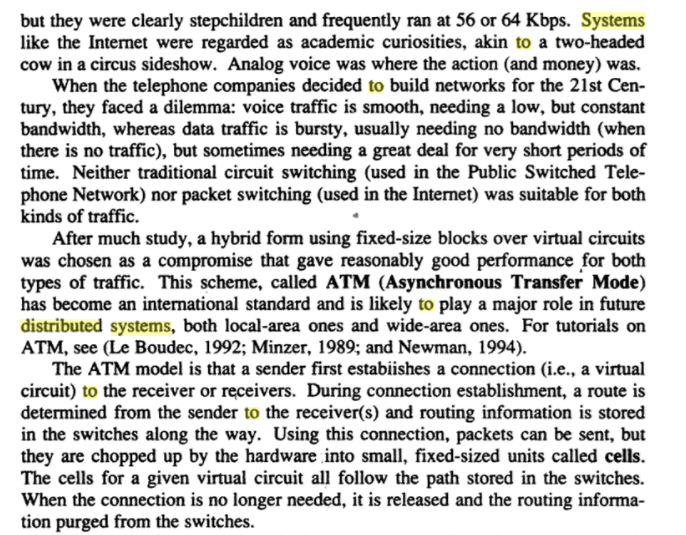 but they were clearly stepchildren and frequently ran at 56 or 64 Kbps. Systems
like the Internet were regarded as academic curiosities, akin to a two-headed
cow in a circus sideshow. Analog voice was where the action (and money) was.
When the telephone companies decided to build networks for the 21st Cen-
tury, they faced a dilemma: voice traffic is smooth, needing a low, but constant
bandwidth, whereas data traffic is bursty, usually needing no bandwidth (when
there is no traffic), but sometimes needing a great deal for very short periods of
time. Neither traditional circuit switching (used in the Public Switched Tele-
phone Network) nor packet switching (used in the Internet) was suitable for both
kinds of traffic.
After much study, a hybrid form using fixed-size blocks over virtual circuits
was chosen as a compromise that gave reasonably good performance for both
types of traffic. This scheme, called ATM (Asynchronous Transfer Mode)
has become an international standard and is likely to play a major role in future
distributed systems, both local-area ones and wide-area ones. For tutorials on
ATM, see (Le Boudec, 1992; Minzer, 1989; and Newman, 1994).
The ATM model is that a sender first establishes a connection (i.e., a virtual
circuit) to the receiver or receivers. During connection establishment, a route is
determined from the sender to the receiver(s) and routing information is stored
in the switches along the way. Using this connection, packets can be sent, but
they are chopped up by the hardware into small, fixed-sized units called cells.
The cells for a given virtual circuit all follow the path stored in the switches.
When the connection is no longer needed, it is released and the routing informa-
tion purged from the switches.